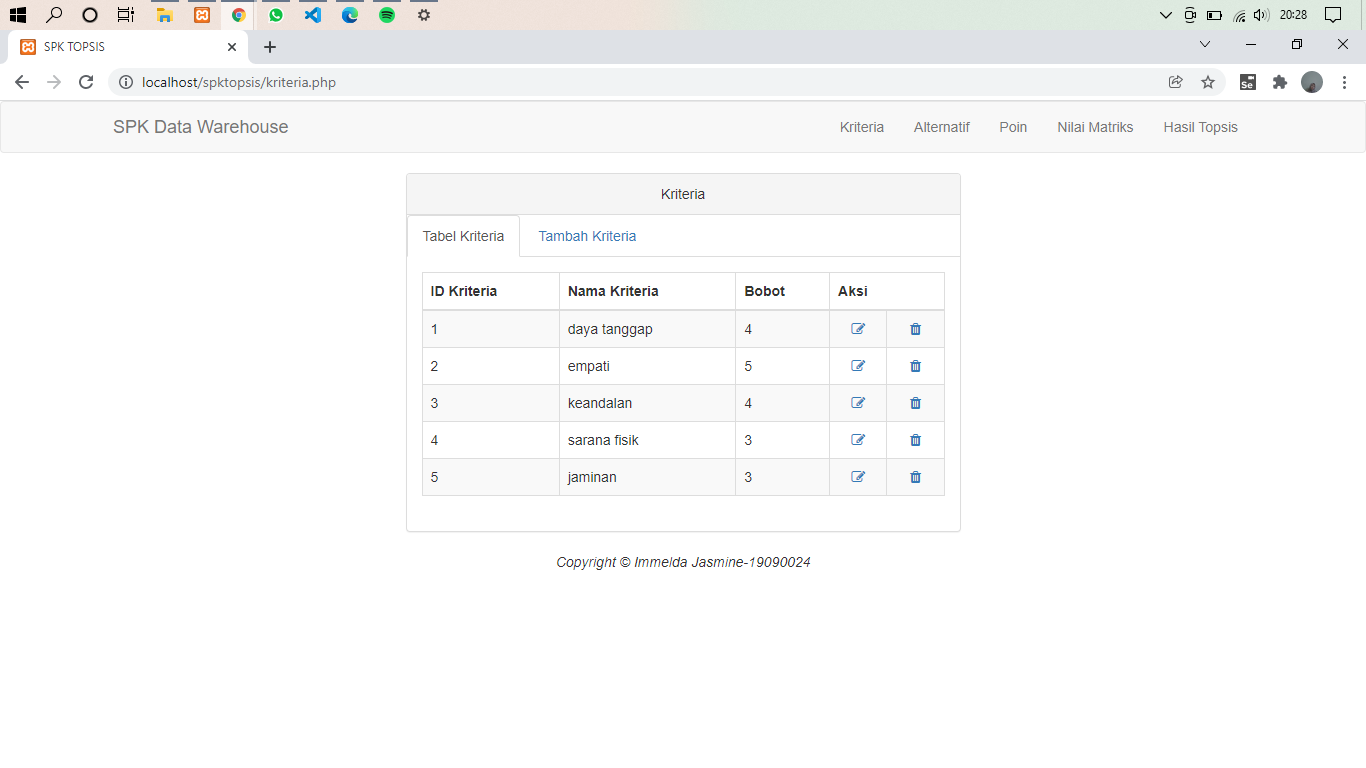 20:28
SPK TOPSIS
localhost/spktopsis/kriteria.php
Se
SPK Data Warehouse Kriteria Alternatif Poin Nilai Matriks Hasil Topsis
Kriteria
Tabel Kriteria Tambah Kriteria
ID Kriteria Nama Kriteria Bobot Aksi
1 daya tanggap 4
2 empati 5
3 keandalan 4
4 sarana fisik 3
5 jaminan 3
Copyright © Immelda Jasmine-19090024